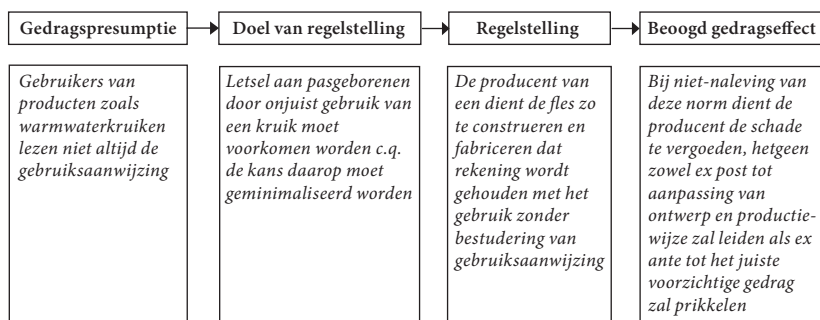 Gedragspresumptie
Doel van regelstelling
Regelstelling
Beoogd gedragseffect
Gebruikers van
producten zoals
warmwaterkruiken
lezen niet altijd de
gebruiksaanwijzing
Letsel aan pasgeborenen
door onjuist gebruik van
een kruik moet
voorkomen worden c.q.
de kans daarop moet
geminimaliseerd worden
De producent van
een dient de fles zo
te construeren en
fabriceren dat
rekening wordt
gehouden met het
gebruik zonder
bestudering van
gebruiksaanwijzing
Bij niet-naleving van
deze norm dient de
producent de schade
te vergoeden, hetgeen
zowel ex post tot
aanpassing van
ontwerp en productie-
wijze zal leiden als ex
ante tot het juiste
voorzichtige gedrag
zal prikkelen